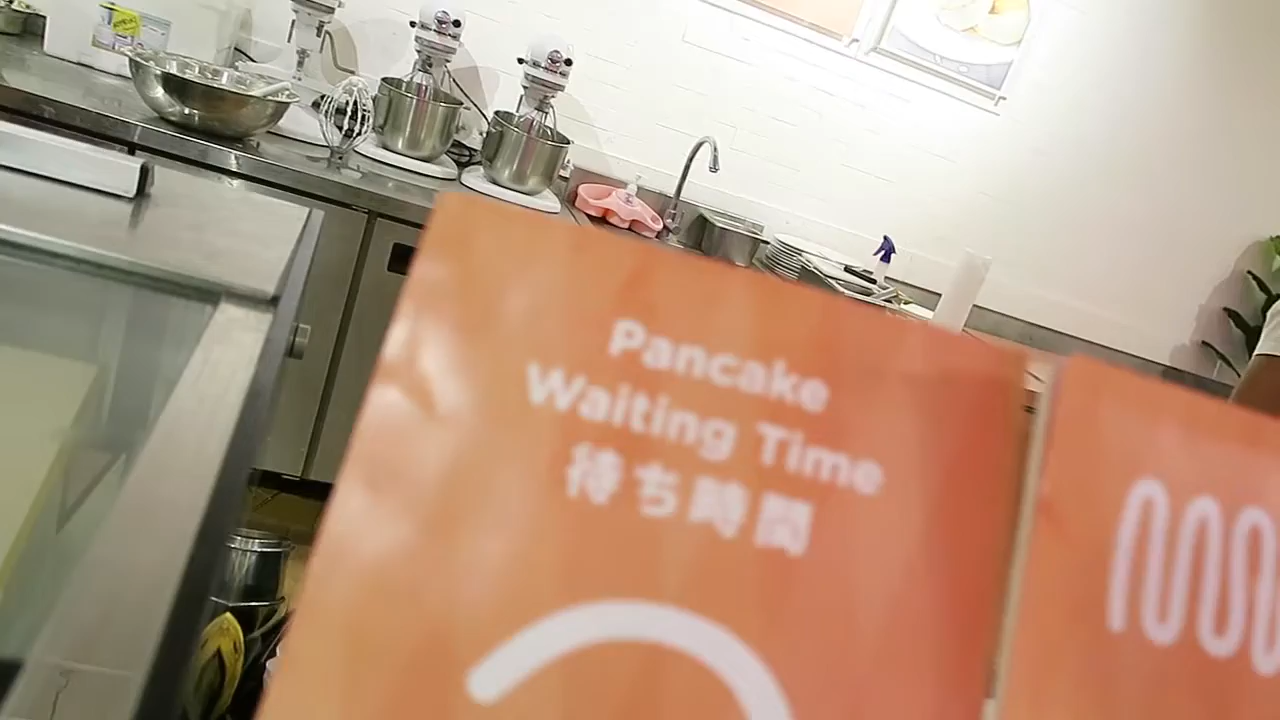 Pancake
Waiting Time
待ち時間